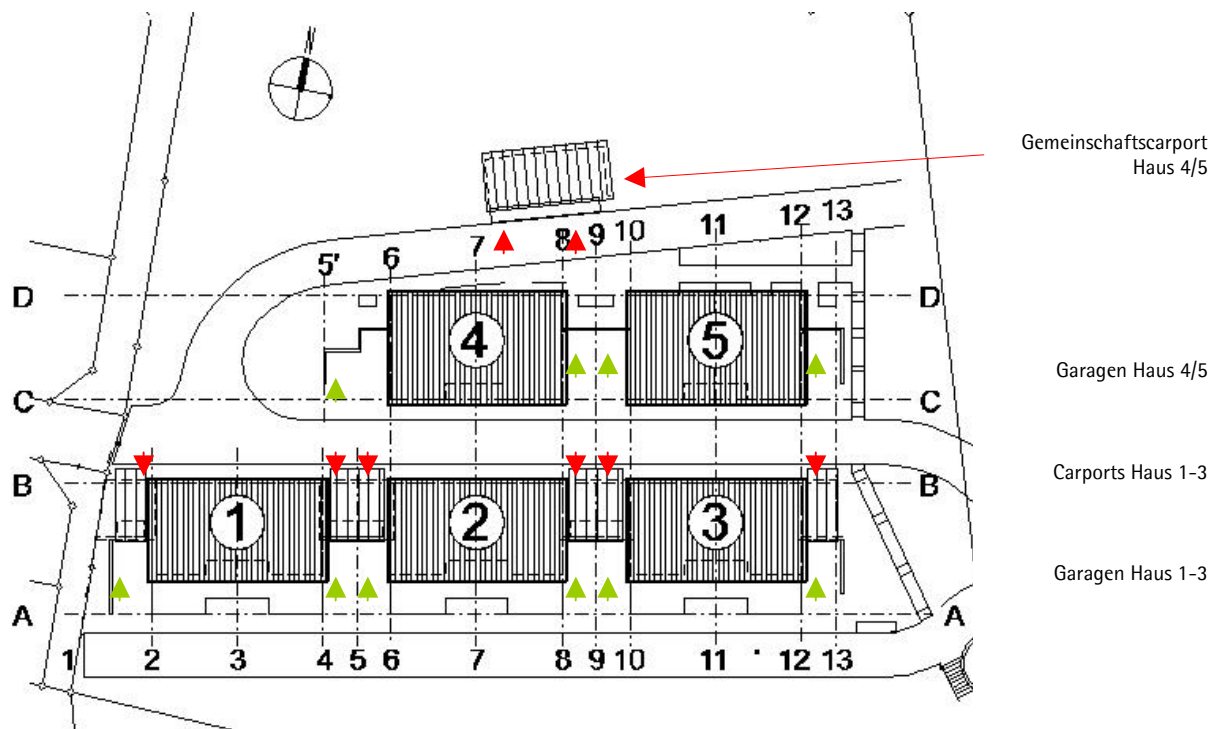 Gemeinschaftscarport
Haus 4/5
5' 6 7 8 9 10 11 12 13
D D
4 5
Garagen Haus 4/5
C C
B B
Carports Haus 1-3
1 2 3
Garagen Haus 1-3
A A
1 2 3 4 5 6 7 8 9 10 11 12 13